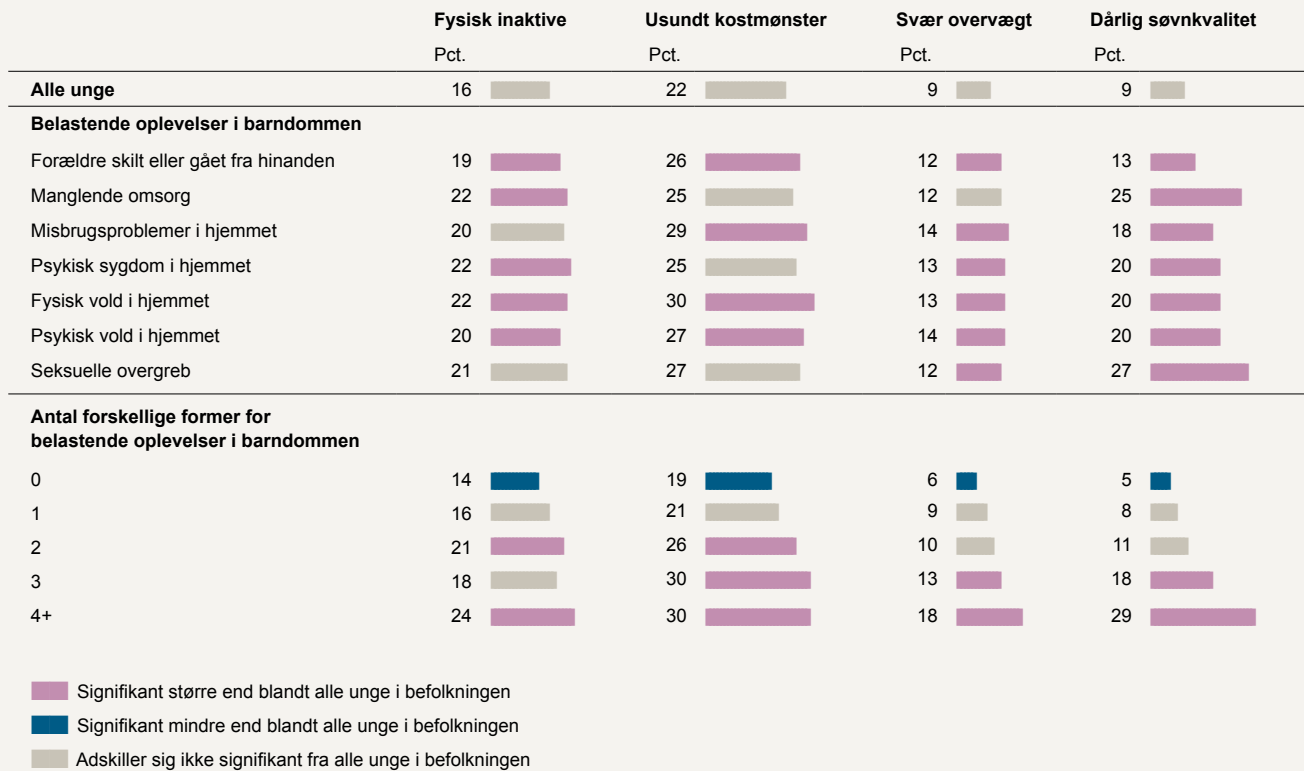 Fysisk inaktive Usundt kostmønster Svær overvægt Dårlig søvnkvalitet
Pct. Pct. Pct. Pct.
Alle unge 16 22 9 9
Belastende oplevelser i barndommen
Forældre skilt eller gået fra hinanden 19 26 12 13
Manglende omsorg 22 25 12 25
Misbrugsproblemer i hjemmet 20 29 14 18
Psykisk sygdom i hjemmet 22 25 13 20
Fysisk vold i hjemmet 22 30 13 20
Psykisk vold i hjemmet 20 27 14 20
Seksuelle overgreb 21 27 12 27
Antal forskellige former for
belastende oplevelser i barndommen
0 14 19 6 5
1 16 21 9 8
2 21 26 10 11
3 18 30 13 18
4+ 24 30 18 29
Signifikant større end blandt alle unge i befolkningen
Signifikant mindre end blandt alle unge i befolkningen
Adskiller sig ikke signifikant fra alle unge i befolkningen